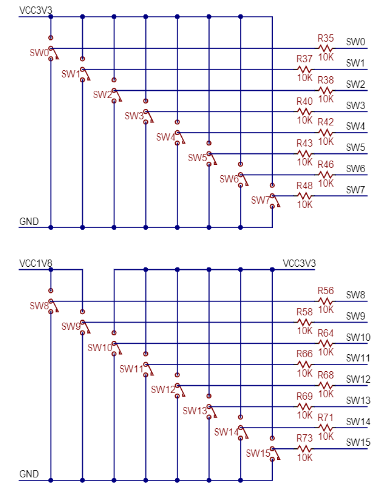 VCC3V3
R35
SW0
SW0
10K
R37
SW1
SW1
10K
R38
SW2
SW2
10K
R40
SW3
SW3
10K
R42
SW4
SW4
10K
R43
SW5
SW5
10K
R46
SW6
SW6
10K
R48
SW7
SW7
10K
GND
VCC1V8
VCC3V3
R56
SW8
SW8
10K
R58
SW9
SW9
10K
R64
SW10
SW10
10K
R66
SW11
SW11
10K
R68
SW12
SW12
10K
R69
SW13
SW13
10K
R71
SW14
SW14
10K
R73
SW15
SW15
10K
GND